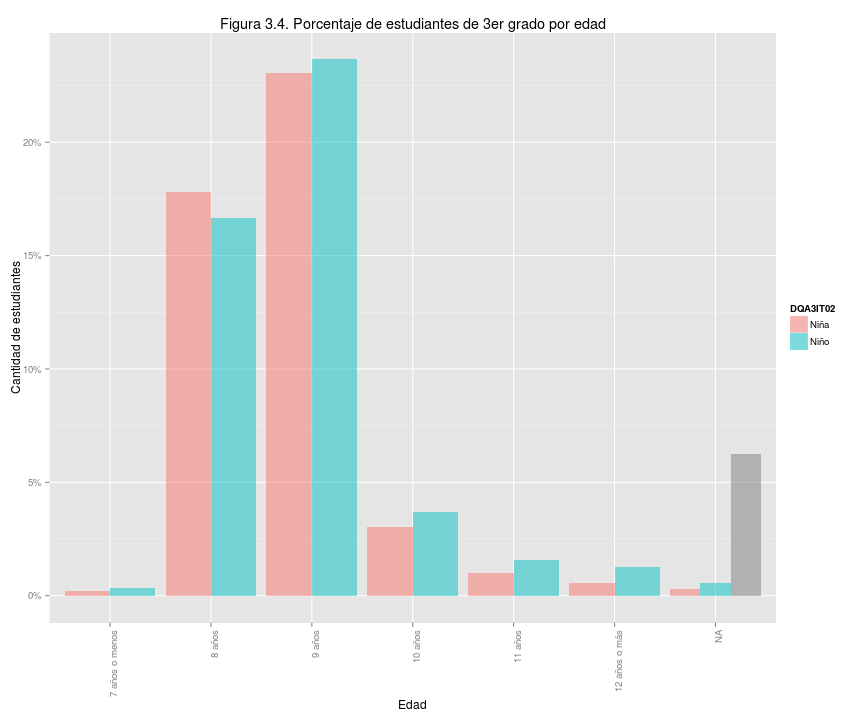 Figura 3.4. Porcentaje de estudiantes de 3er grado por edad
Cantidad de estudiantes
20%
15%
10%
5%
0%
7 años o menos
8 años
9 años
10 años
11 años
12 años o más
NA
Edad
DQA3IT02
Niña
Niño